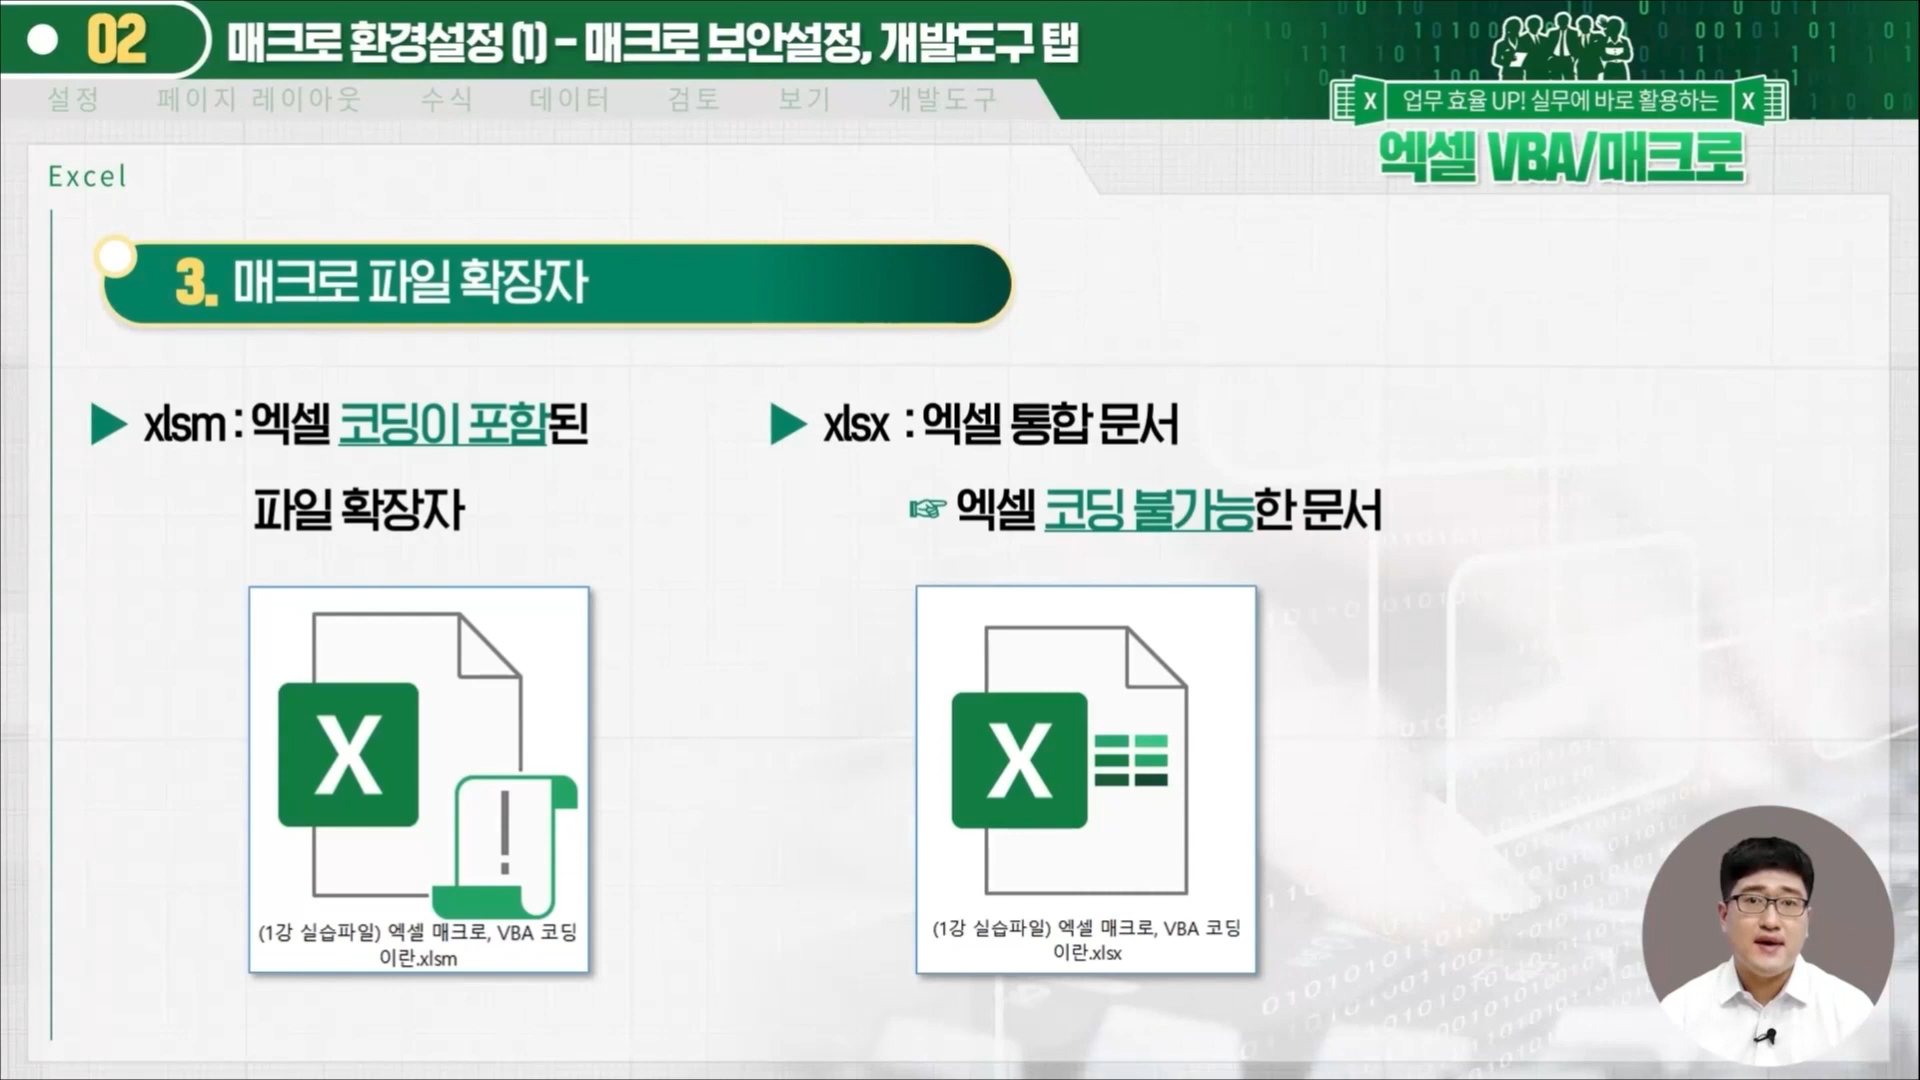 02 매크로 환경설정 (1) - 매크로 보안설정, 개발도구 탭
설정 페이지 레이아웃 수식 데이터 검토 보기 개발도구
X 업무 효율 UP! 실무에 바로 활용하는 X
엑셀 VBA/매크로
Excel
3. 매크로 파일 확장자
▶ xlsm : 엑셀 코딩이 포함된
파일 확장자
▶ xlsx : 엑셀 통합 문서
☞ 엑셀 코딩 불가능한 문서
X
!
(1강 실습파일) 엑셀 매크로, VBA 코딩
이란.xlsm
X
(1강 실습파일) 엑셀 매크로, VBA 코딩
이란.xlsx